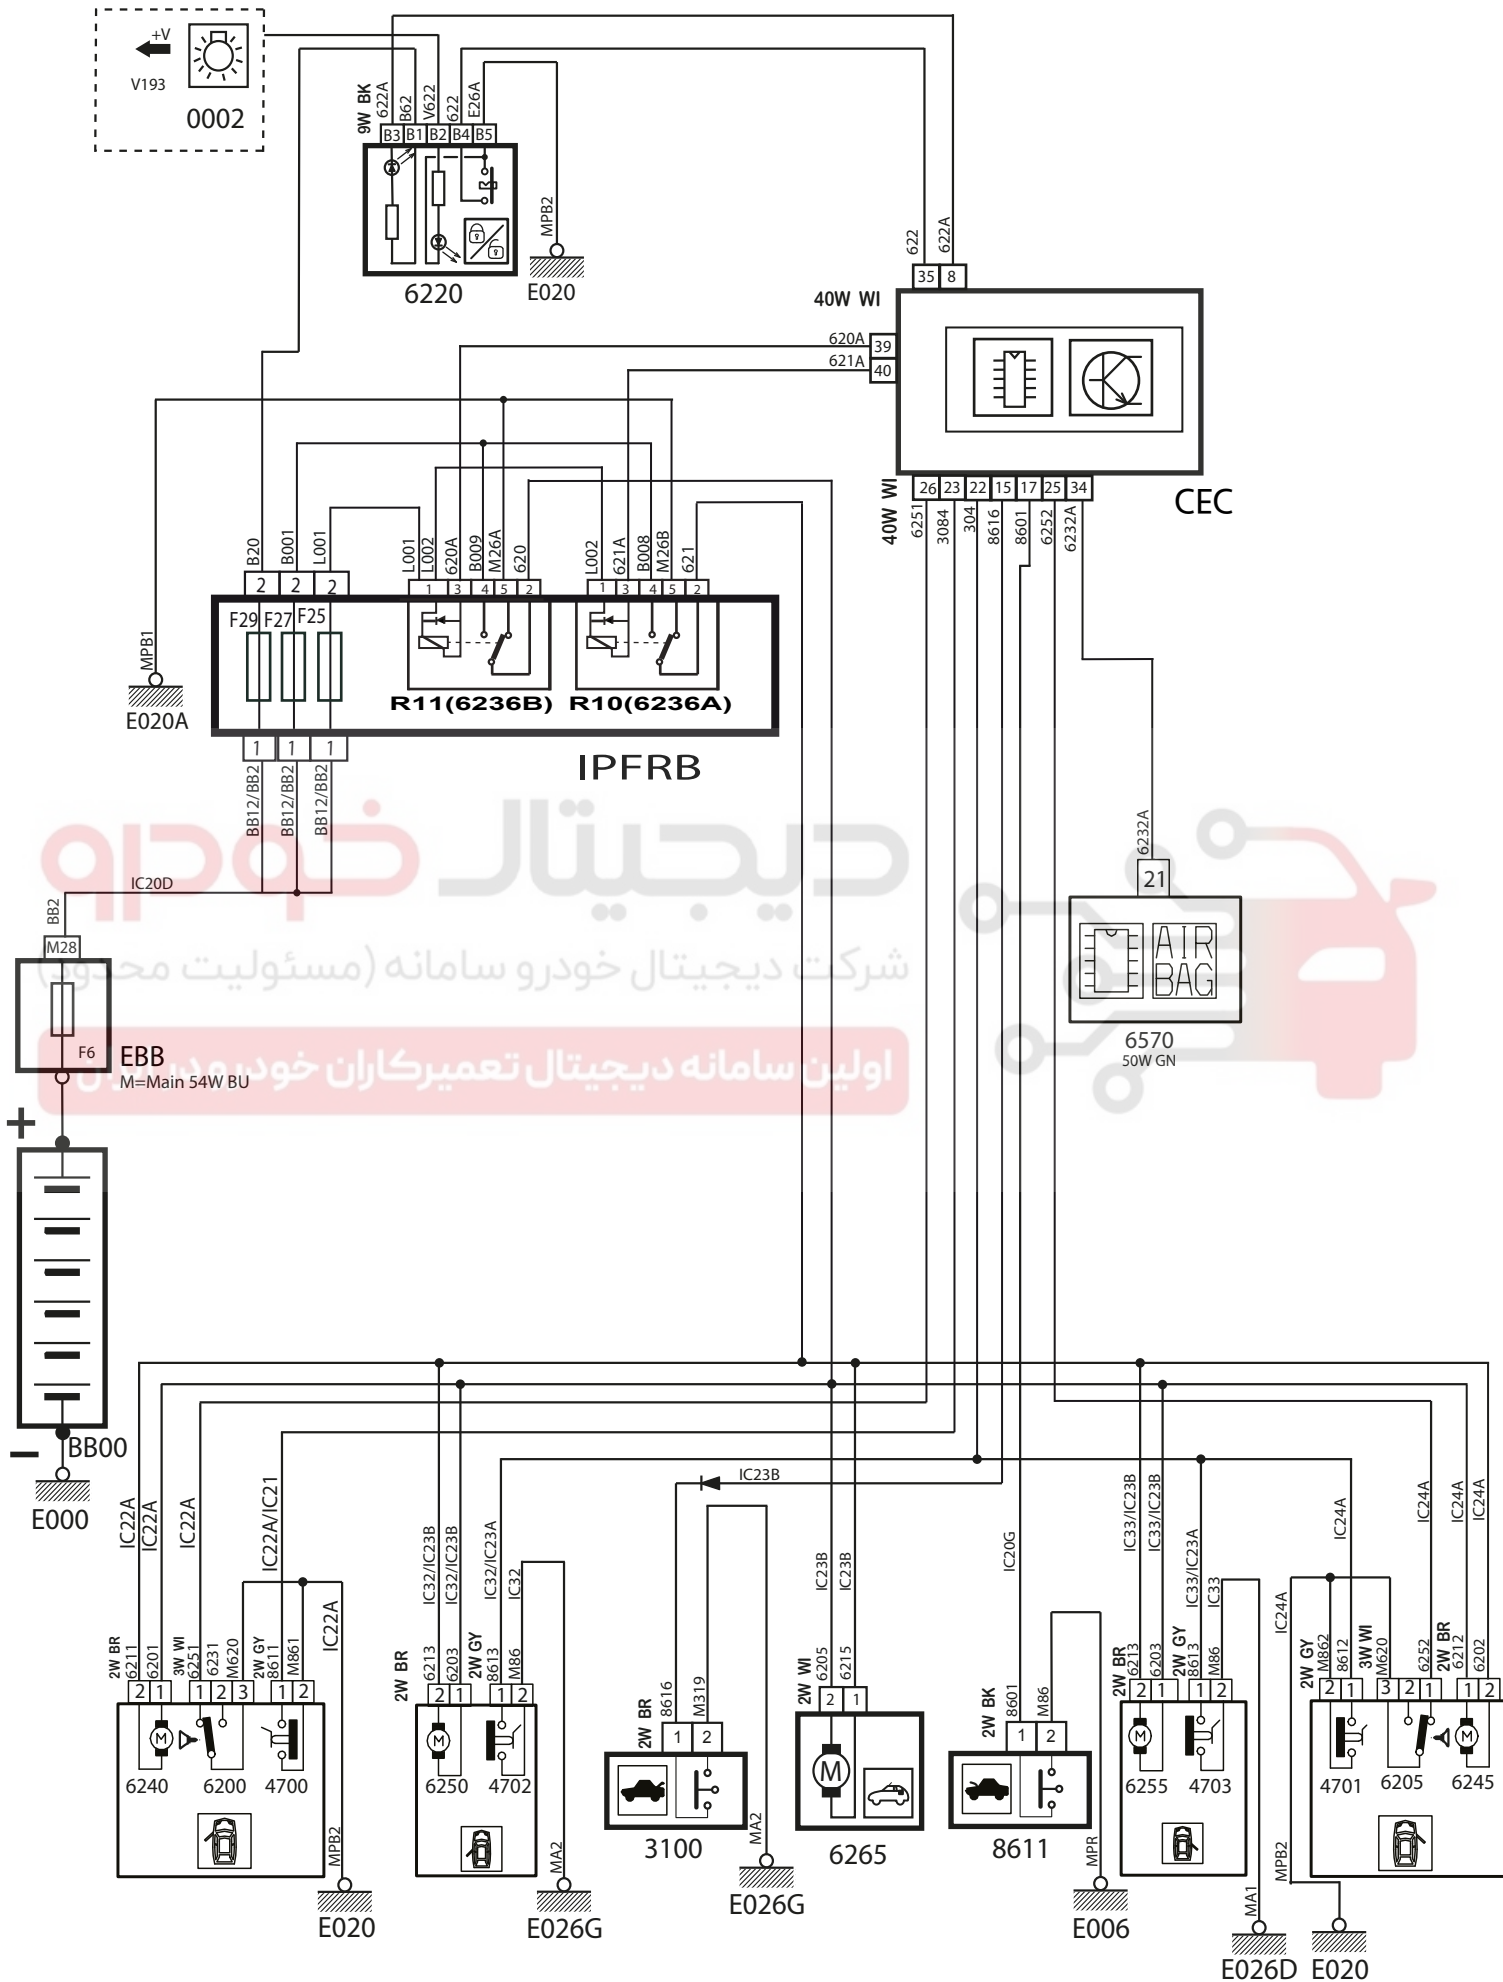 +V
V193
0002
9W BK
622A
B62
V622
622
E26A
B3 B1 B2 B4 B5
6220
MPB2
E020
622
622A
35 8
40W WI
620A
39
621A
40
CEC
40W WI
26 23 22 15 17 25 34
6251
3084
304
8616
8601
6252
6232A
B20
B001
L001
L001
L002
620A
B009
M26A
620
L002
621A
B008
M26B
621
2 2 2
1 3 4 5 2
1 3 4 5 2
F29 F27 F25
R11(6236B) R10(6236A)
MPB1
E020A
1 1 1
IPFRB
BB12/BB2
BB12/BB2
BB12/BB2
دیجیتال خودرو
IC20D
BB2
M28
شرکت دیجیتال خودرو سامانه (مسئولیت محدود)
6232A
21
AIR
BAG
6570
50W GN
F6
EBB
M=Main 54W BU
اولین سامانه دیجیتال تعمیرکاران خودرو در ایران
+
–
BB00
E000
IC23B
IC22A
IC22A
IC22A
IC22A/IC21
IC22A
IC32/IC23B
IC32/IC23B
IC32/IC23A
IC32
IC23B
IC23B
IC20G
IC33/IC23B
IC33/IC23B
IC33/IC23A
IC33
IC24A
IC24A
IC24A
IC24A
IC24A
2W BR
6211
6201
3W WI
6251
6231
M620
2W GY
8611
M861
2 1
1 2 3
1 2
M
6240
6200
4700
MPB2
E020
2W BR
6213
6203
2W GY
8613
M86
2 1
1 2
M
6250
4702
MA2
E026G
2W BR
8616
M319
1 2
3100
MA2
E026G
2W WI
6205
6215
2 1
M
6265
2W BK
8601
M86
1 2
8611
MPR
E006
2W BR
6213
6203
2W GY
8613
M86
2 1
1 2
M
6255
4703
MA1
E026D
2W GY
M862
8612
3W WI
M620
6252
2W BR
6212
6202
2 1
3 2 1
1 2
M
4701
6205
6245
MPB2
E020